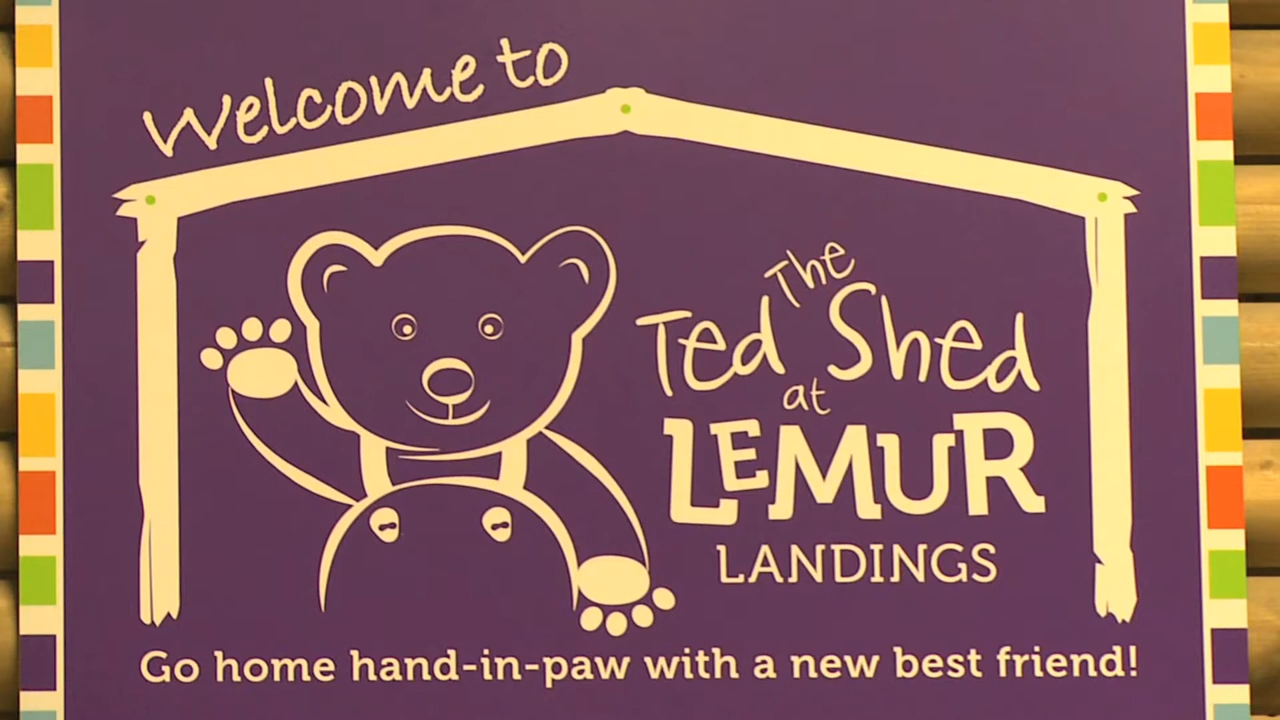 Welcome to
The
Ted Shed
at
LEMUR
LANDINGS
Go home hand-in-paw with a new best friend!